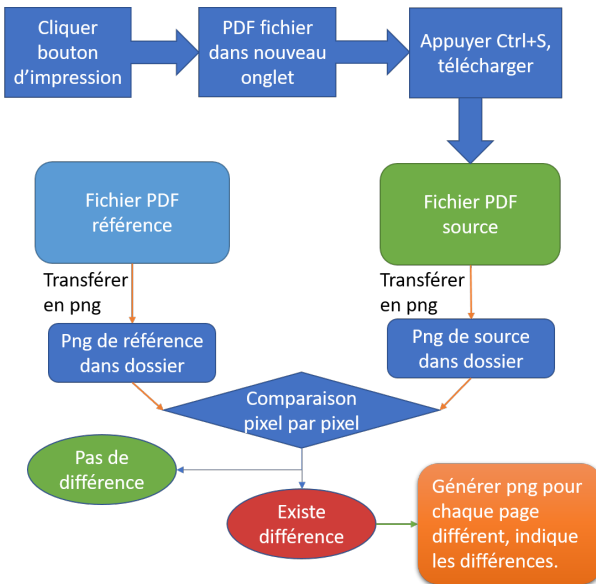 Cliquer
bouton
d'impression
PDF fichier
dans nouveau
onglet
Appuyer Ctrl+S,
télécharger
Fichier PDF
référence
Fichier PDF
source
Transférer
en png
Transférer
en png
Png de référence
dans dossier
Png de source
dans dossier
Comparaison
pixel par pixel
Pas de
différence
Existe
différence
Générer png pour
chaque page
différent, indique
les différences.